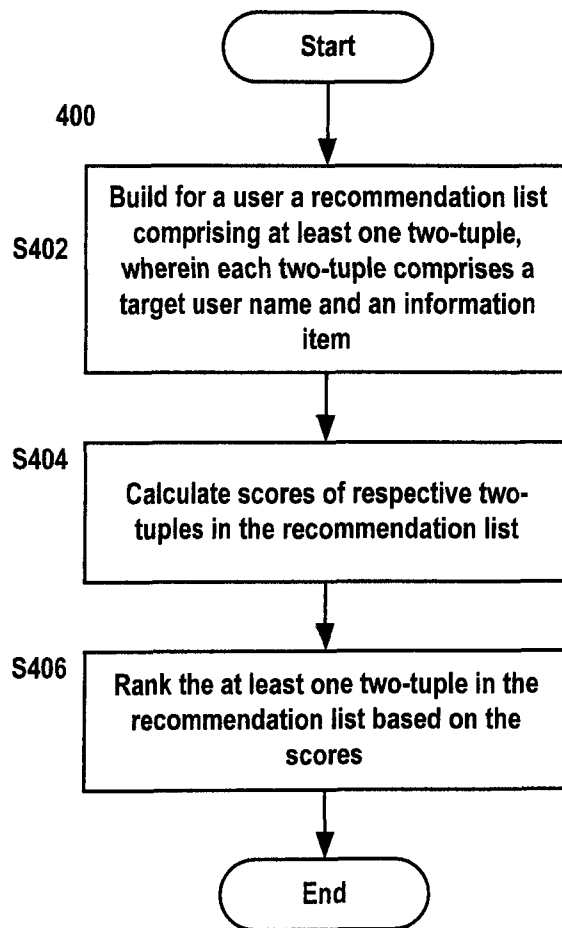 Start
400
S402
Build for a user a recommendation list
comprising at least one two-tuple,
wherein each two-tuple comprises a
target user name and an information
item
S404
Calculate scores of respective two-
tuples in the recommendation list
S406
Rank the at least one two-tuple in the
recommendation list based on the
scores
End